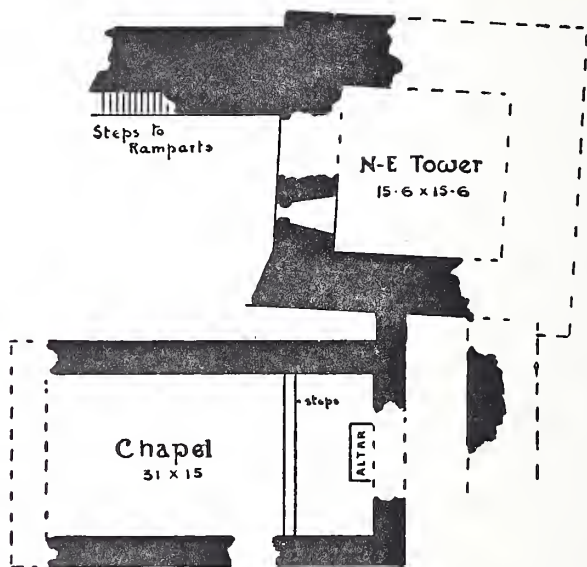 Steps to
Ramparts
N-E Tower
15·6 x 15·6
steps
Chapel
31 x 15
ALTAR